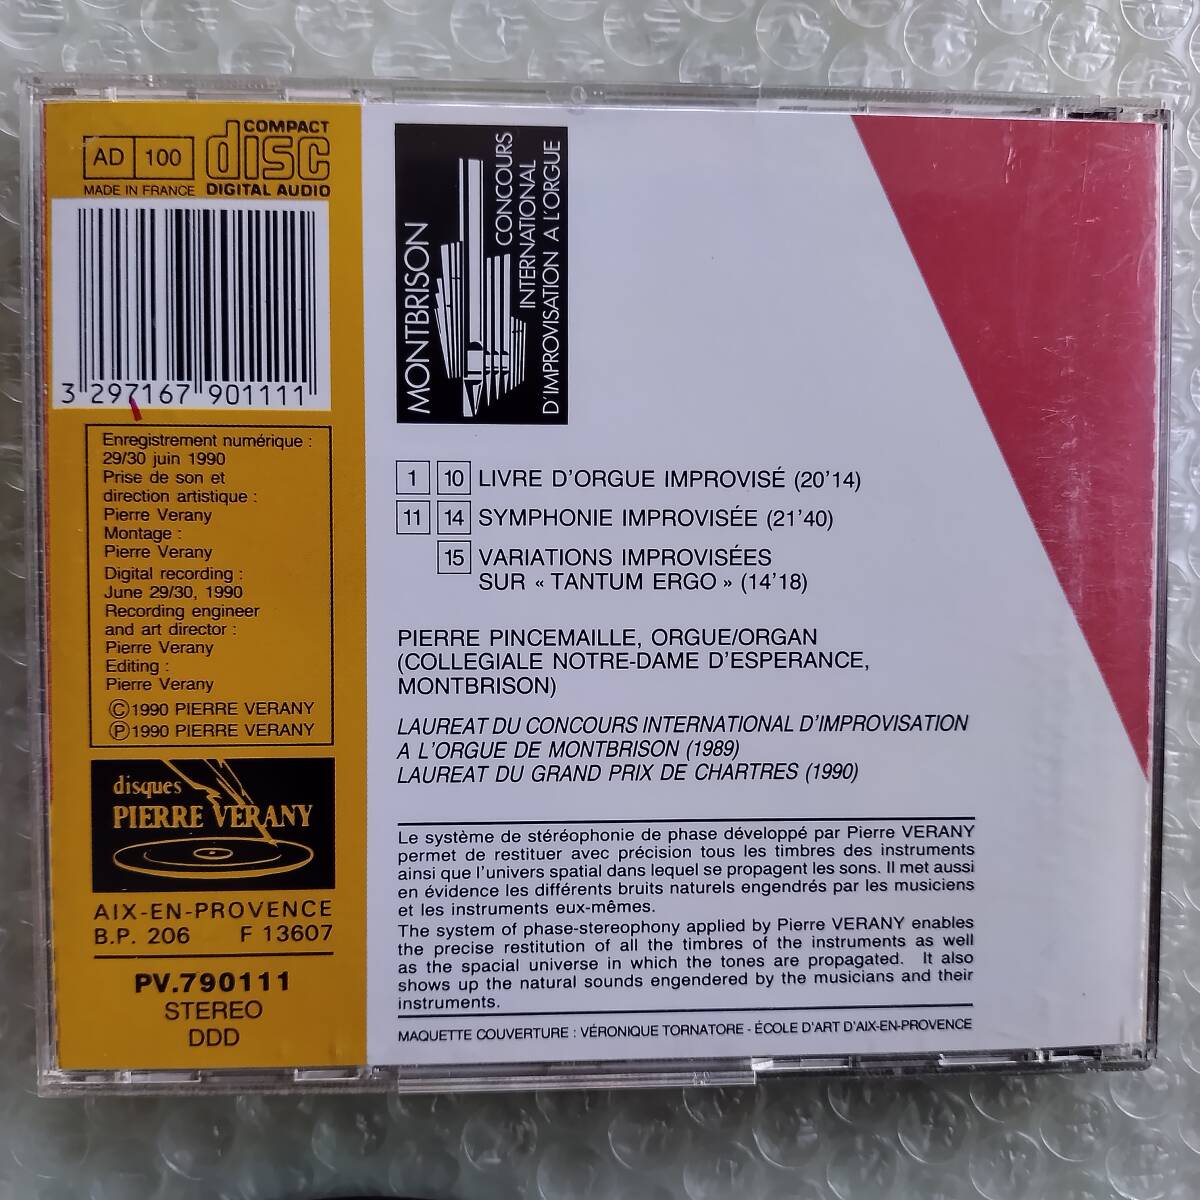 AD 100
COMPACT
disc
DIGITAL AUDIO
MADE IN FRANCE
3 297167 901111
Enregistrement numérique :
29/30 juin 1990
Prise de son et
direction artistique :
Pierre Verany
Montage :
Pierre Verany
Digital recording :
June 29/30, 1990
Recording engineer
and art director :
Pierre Verany
Editing :
Pierre Verany
©1990 PIERRE VERANY
℗1990 PIERRE VERANY
disques
PIERRE VERANY
AIX-EN-PROVENCE
B.P. 206 F 13607
PV.790111
STEREO
DDD
MONTBRISON
CONCOURS
INTERNATIONAL
D'IMPROVISATION A L'ORGUE
1 10 LIVRE D'ORGUE IMPROVISÉ (20'14)
11 14 SYMPHONIE IMPROVISÉE (21'40)
15 VARIATIONS IMPROVISÉES
SUR « TANTUM ERGO » (14'18)
PIERRE PINCEMAILLE, ORGUE/ORGAN
(COLLEGIALE NOTRE-DAME D'ESPERANCE,
MONTBRISON)
LAUREAT DU CONCOURS INTERNATIONAL D'IMPROVISATION
A L'ORGUE DE MONTBRISON (1989)
LAUREAT DU GRAND PRIX DE CHARTRES (1990)
Le système de stéréophonie de phase développé par Pierre VERANY
permet de restituer avec précision tous les timbres des instruments
ainsi que l'univers spatial dans lequel se propagent les sons. Il met aussi
en évidence les différents bruits naturels engendrés par les musiciens
et les instruments eux-mêmes.
The system of phase-stereophony applied by Pierre VERANY enables
the precise restitution of all the timbres of the instruments as well
as the spacial universe in which the tones are propagated. It also
shows up the natural sounds engendered by the musicians and their
instruments.
MAQUETTE COUVERTURE : VÉRONIQUE TORNATORE - ÉCOLE D'ART D'AIX-EN-PROVENCE